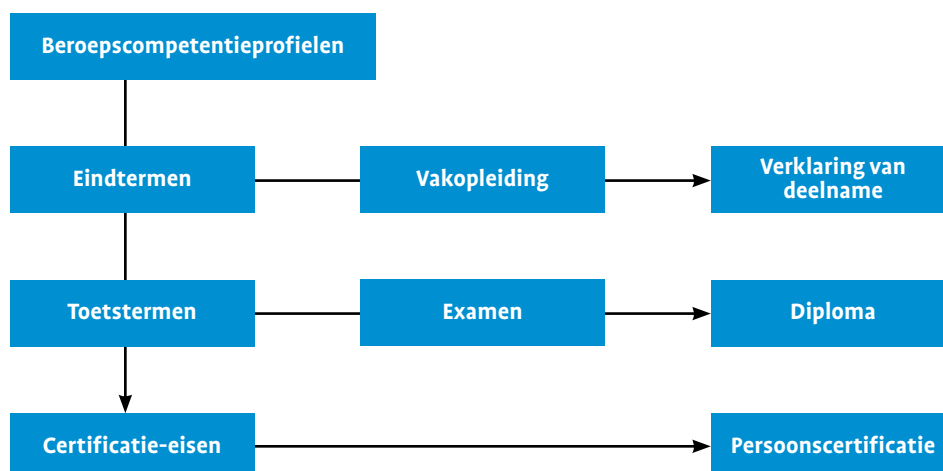 Beroepscompetentieprofielen
Eindtermen
Vakopleiding
Verklaring van
deelname
Toetstermen
Examen
Diploma
Certificatie-eisen
Persoonscertificatie